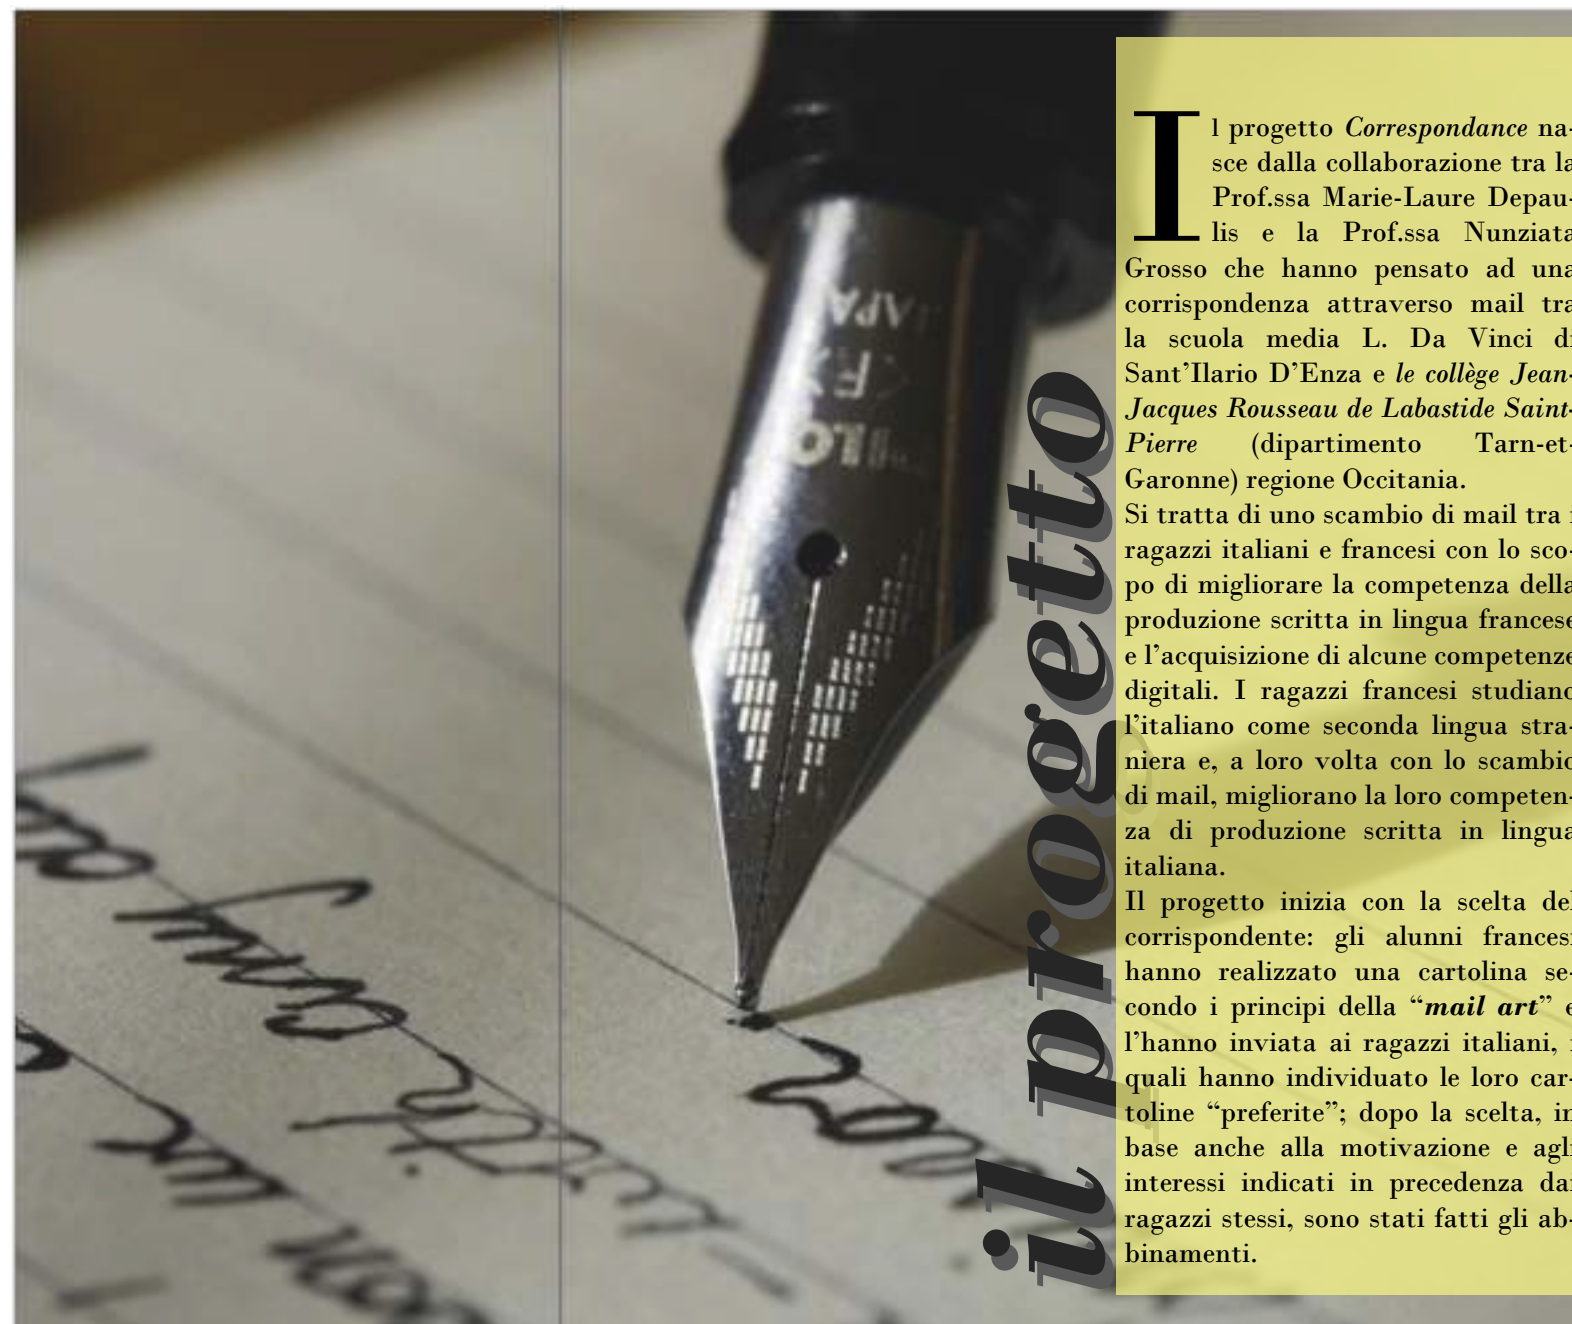 il progetto
Il progetto Correspondance na-
sce dalla collaborazione tra la
Prof.ssa Marie-Laure Depau-
lis e la Prof.ssa Nunziata
Grosso che hanno pensato ad una
corrispondenza attraverso mail tra
la scuola media L. Da Vinci di
Sant’Ilario D’Enza e le collège Jean-
Jacques Rousseau de Labastide Saint-
Pierre (dipartimento Tarn-et-
Garonne) regione Occitania.
Si tratta di uno scambio di mail tra i
ragazzi italiani e francesi con lo sco-
po di migliorare la competenza della
produzione scritta in lingua francese
e l’acquisizione di alcune competenze
digitali. I ragazzi francesi studiano
l’italiano come seconda lingua stra-
niera e, a loro volta con lo scambio
di mail, migliorano la loro competen-
za di produzione scritta in lingua
italiana.
Il progetto inizia con la scelta del
corrispondente: gli alunni francesi
hanno realizzato una cartolina se-
condo i principi della “mail art” e
l’hanno inviata ai ragazzi italiani, i
quali hanno individuato le loro car-
toline “preferite”; dopo la scelta, in
base anche alla motivazione e agli
interessi indicati in precedenza dai
ragazzi stessi, sono stati fatti gli ab-
binamenti.